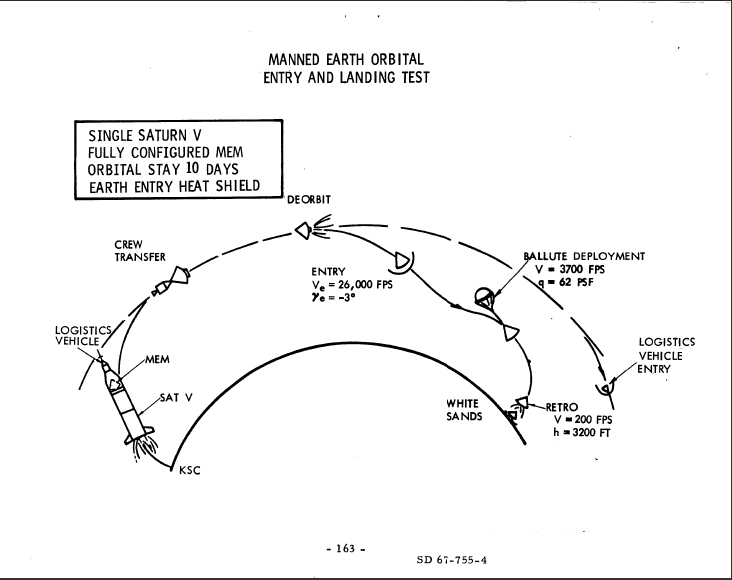 MANNED EARTH ORBITAL
ENTRY AND LANDING TEST
SINGLE SATURN V
FULLY CONFIGURED MEM
ORBITAL STAY 10 DAYS
EARTH ENTRY HEAT SHIELD
DEORBIT
CREW
TRANSFER
ENTRY
Ve = 26,000 FPS
γe = -3°
BALLUTE DEPLOYMENT
V = 3700 FPS
q = 62 PSF
LOGISTICS
VEHICLE
MEM
SAT V
KSC
LOGISTICS
VEHICLE
ENTRY
WHITE
SANDS
RETRO
V = 200 FPS
h = 3200 FT
- 163 -
SD 67-755-4